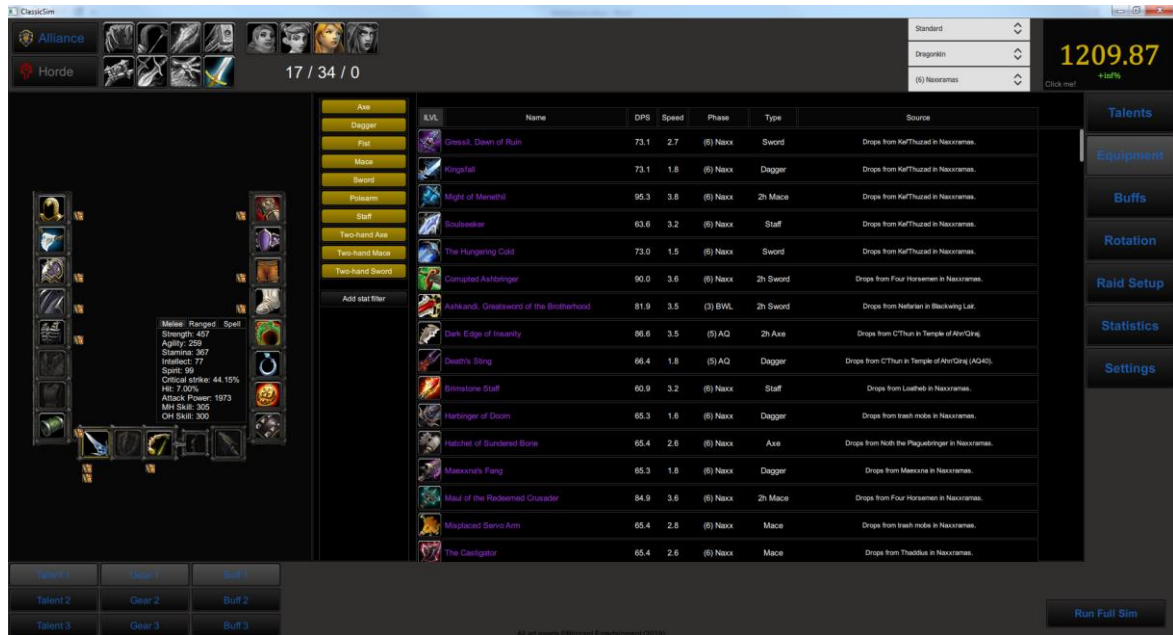 ClassicSim
Alliance
Horde
17 / 34 / 0
Standard
Dragonkin
(6) Naxxramas
1209.87
+inf%
Click me!
Axe
Dagger
Fist
Mace
Sword
Polearm
Staff
Two-hand Axe
Two-hand Mace
Two-hand Sword
Add stat filter
ILVL Name DPS Speed Phase Type Source
Gressil, Dawn of Ruin 73.1 2.7 (6) Naxx Sword Drops from Kel'Thuzad in Naxxramas.
Kingsfall 73.1 1.8 (6) Naxx Dagger Drops from Kel'Thuzad in Naxxramas.
Might of Menethil 95.3 3.8 (6) Naxx 2h Mace Drops from Kel'Thuzad in Naxxramas.
Soulseeker 63.6 3.2 (6) Naxx Staff Drops from Kel'Thuzad in Naxxramas.
The Hungering Cold 73.0 1.5 (6) Naxx Sword Drops from Kel'Thuzad in Naxxramas.
Corrupted Ashbringer 90.0 3.6 (6) Naxx 2h Sword Drops from Four Horsemen in Naxxramas.
Ashkandi, Greatsword of the Brotherhood 81.9 3.5 (3) BWL 2h Sword Drops from Nefarian in Blackwing Lair.
Dark Edge of Insanity 86.6 3.5 (5) AQ 2h Axe Drops from C'Thun in Temple of Ahn'Qiraj.
Death's Sting 66.4 1.8 (5) AQ Dagger Drops from C'Thun in Temple of Ahn'Qiraj (AQ40).
Brimstone Staff 60.9 3.2 (6) Naxx Staff Drops from Loatheb in Naxxramas.
Harbinger of Doom 65.3 1.6 (6) Naxx Dagger Drops from trash mobs in Naxxramas.
Hatchet of Sundered Bone 65.4 2.6 (6) Naxx Axe Drops from Noth the Plaguebringer in Naxxramas.
Maexxna's Fang 65.3 1.8 (6) Naxx Dagger Drops from Maexxna in Naxxramas.
Maul of the Redeemed Crusader 84.9 3.6 (6) Naxx 2h Mace Drops from Four Horsemen in Naxxramas.
Misplaced Servo Arm 65.4 2.8 (6) Naxx Mace Drops from trash mobs in Naxxramas.
The Castigator 65.4 2.6 (6) Naxx Mace Drops from Thaddius in Naxxramas.
Melee Ranged Spell
Strength: 457
Agility: 259
Stamina: 367
Intellect: 77
Spirit: 99
Critical strike: 44.15%
Hit: 7.00%
Attack Power: 1973
MH Skill: 305
OH Skill: 300
Talents
Equipment
Buffs
Rotation
Raid Setup
Statistics
Settings
Talent 1 Gear 1 Buff 1
Talent 2 Gear 2 Buff 2
Talent 3 Gear 3 Buff 3
Run Full Sim